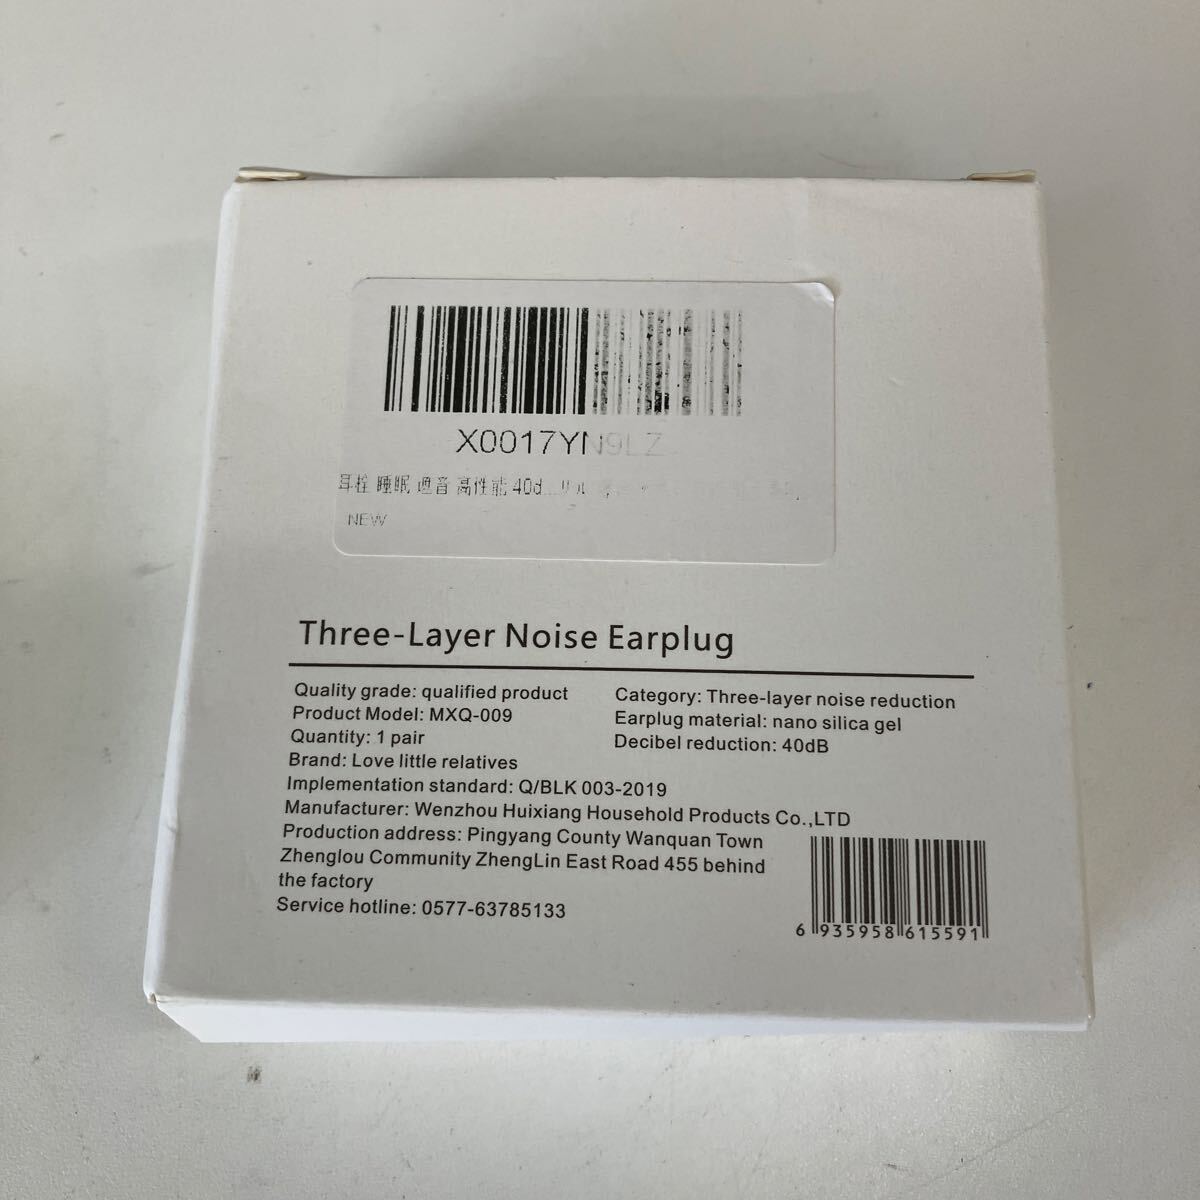 X0017YN9LZ
耳栓 睡眠 遮音 高性能 40d...
NEW
Three-Layer Noise Earplug
Quality grade: qualified product
Product Model: MXQ-009
Quantity: 1 pair
Brand: Love little relatives
Category: Three-layer noise reduction
Earplug material: nano silica gel
Decibel reduction: 40dB
Implementation standard: Q/BLK 003-2019
Manufacturer: Wenzhou Huixiang Household Products Co.,LTD
Production address: Pingyang County Wanquan Town
Zhenglou Community ZhengLin East Road 455 behind
the factory
Service hotline: 0577-63785133
6 935958 615591